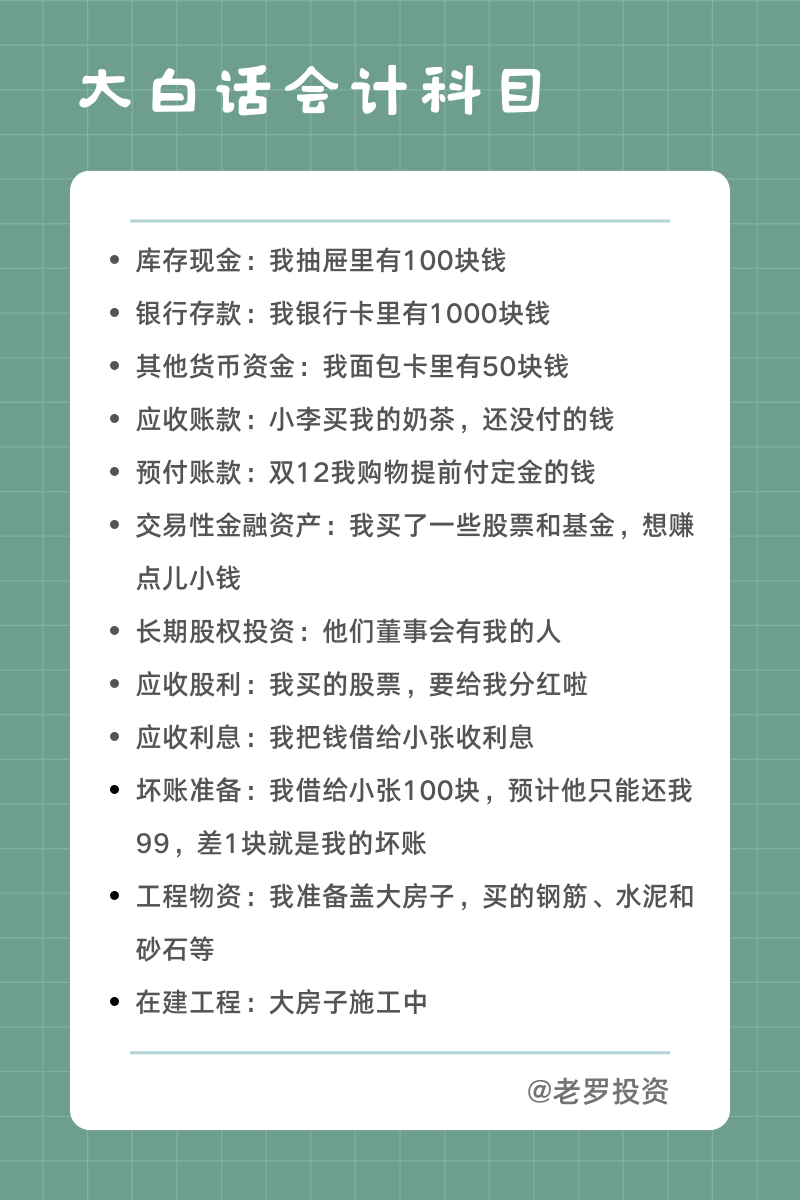 大白话会计科目
• 库存现金：我抽屉里有100块钱
• 银行存款：我银行卡里有1000块钱
• 其他货币资金：我面包卡里有50块钱
• 应收账款：小李买我的奶茶，还没付的钱
• 预付账款：双12我购物提前付定金的钱
• 交易性金融资产：我买了一些股票和基金，想赚
点儿小钱
• 长期股权投资：他们董事会有我的人
• 应收股利：我买的股票，要给我分红啦
• 应收利息：我把钱借给小张收利息
• 坏账准备：我借给小张100块，预计他只能还我
99，差1块就是我的坏账
• 工程物资：我准备盖大房子，买的钢筋、水泥和
砂石等
• 在建工程：大房子施工中
@老罗投资